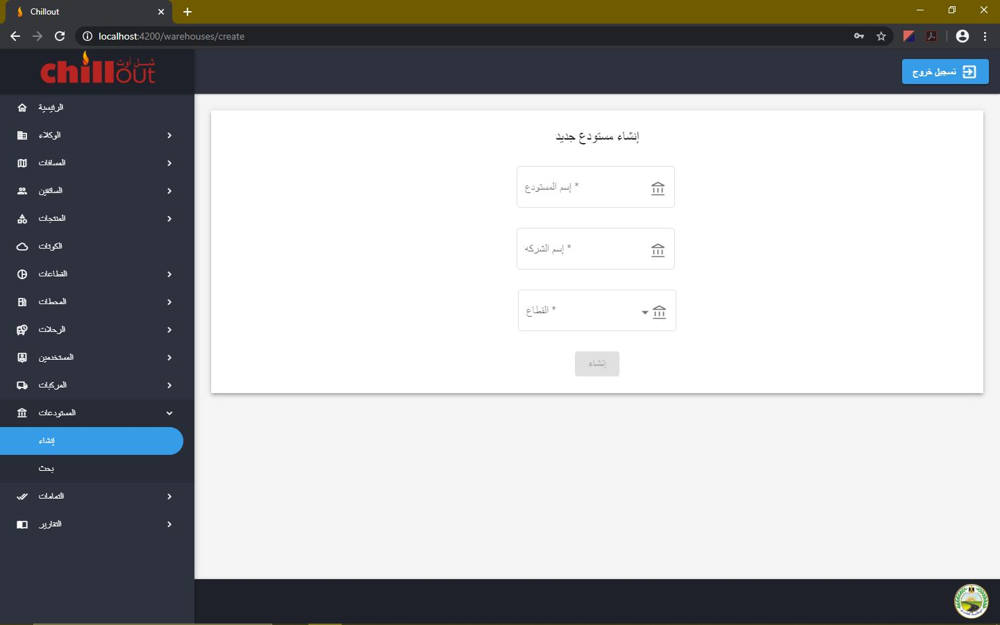 Chillout
localhost:4200/warehouses/create
شل أوت
chillout
تسجيل خروج
الرئيسية
الوكلاء
المسافات
السائقين
المنتجات
الكوتات
القطاعات
المحطات
الرحلات
المستخدمين
المركبات
المستودعات
إنشاء
بحث
التمامات
التقارير
إنشاء مستودع جديد
إسم المستودع *
إسم الشركه *
القطاع *
إنشاء